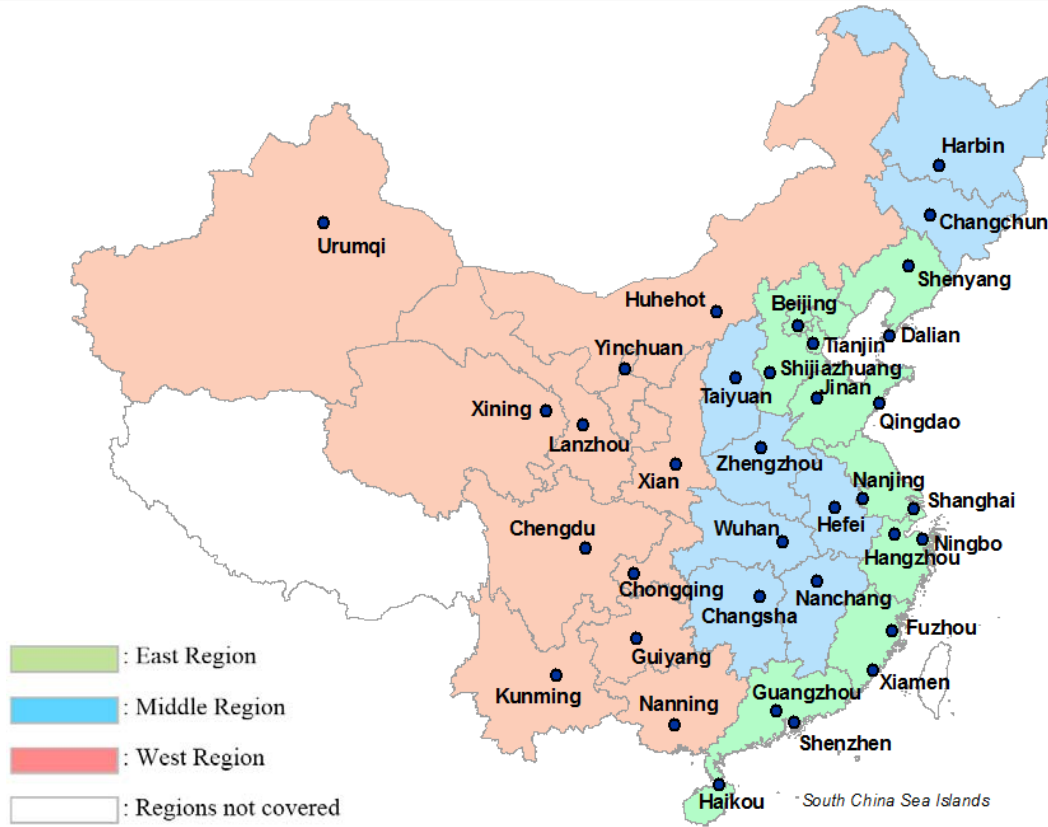 Harbin
Changchun
Urumqi
Shenyang
Huhehot
Beijing
Dalian
Tianjin
Yinchuan
Shijiazhuang
Taiyuan
Jinan
Xining
Qingdao
Lanzhou
Zhengzhou
Xian
Nanjing
Shanghai
Chengdu
Wuhan
Hefei
Ningbo
Hangzhou
Chongqing
Changsha
Nanchang
Fuzhou
: East Region
Guiyang
Xiamen
Kunming
Guangzhou
: Middle Region
Nanning
Shenzhen
: West Region
Haikou
South China Sea Islands
: Regions not covered